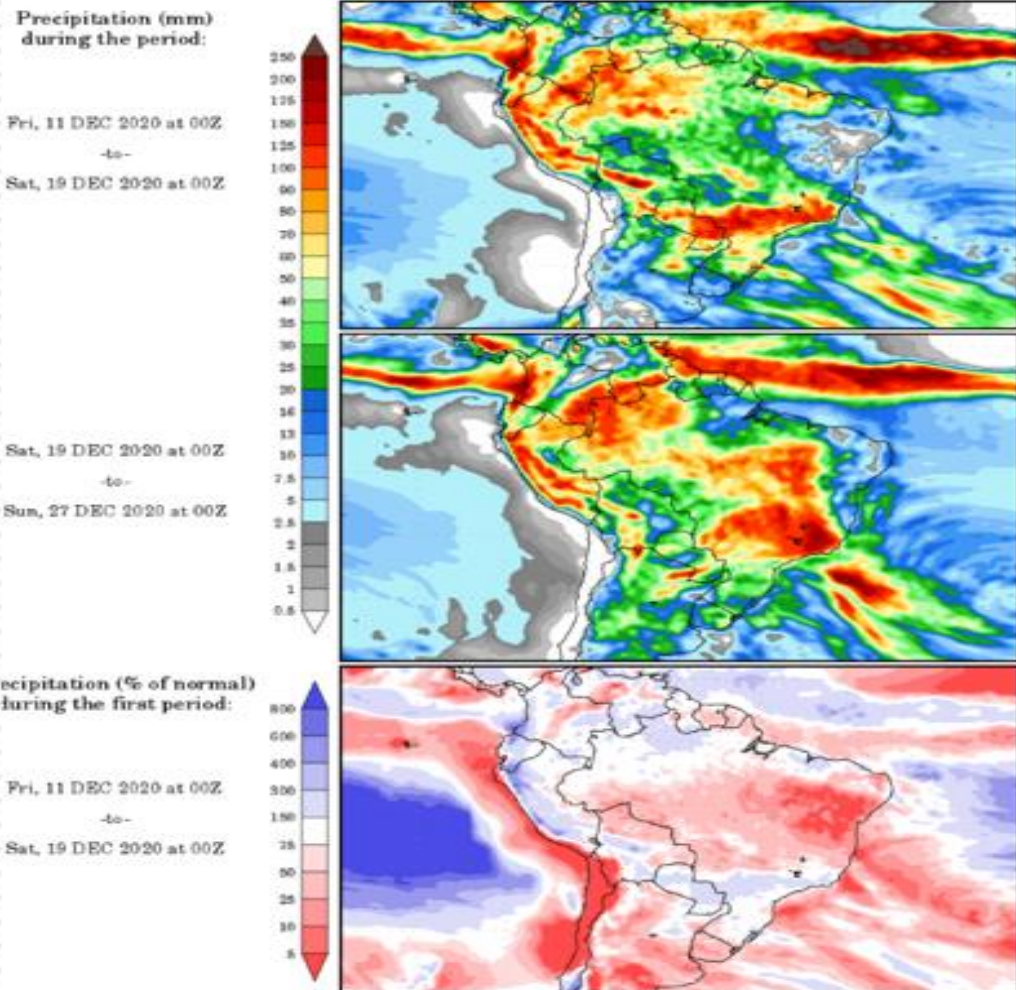 Precipitation (mm)
during the period:
Fri, 11 DEC 2020 at 00Z
-to-
Sat, 19 DEC 2020 at 00Z
250
200
175
150
125
100
90
80
70
60
50
40
35
30
25
20
16
13
10
7.5
5
2.5
2
1.5
1
0.5
Sat, 19 DEC 2020 at 00Z
-to-
Sun, 27 DEC 2020 at 00Z
ecipitation (% of normal)
during the first period:
Fri, 11 DEC 2020 at 00Z
-to-
Sat, 19 DEC 2020 at 00Z
800
600
400
300
150
75
50
25
10
5